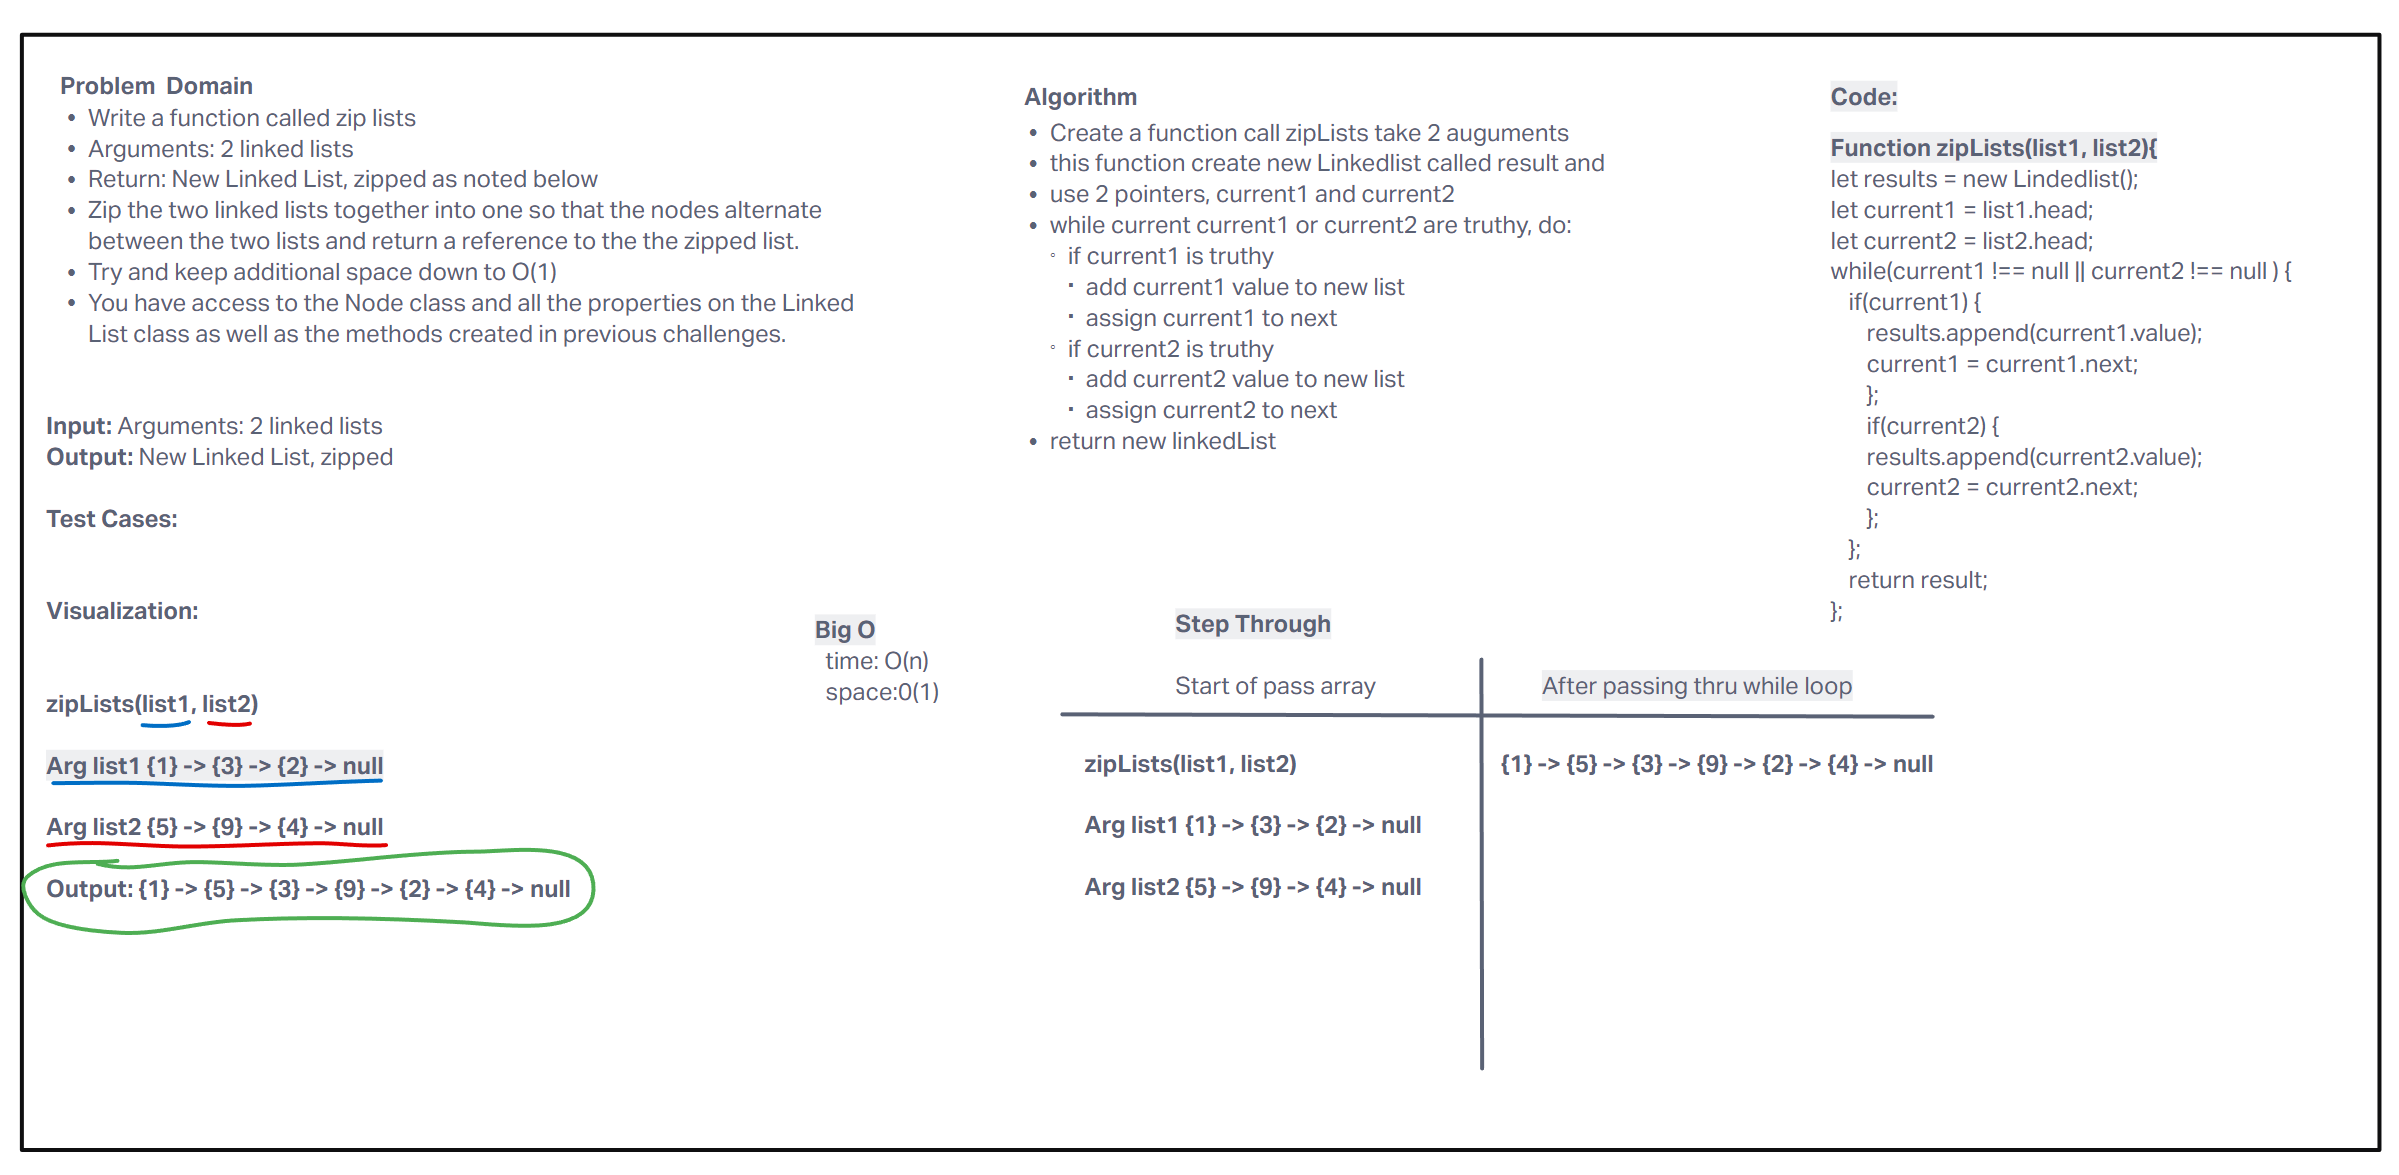 Problem  Domain
• Write a function called zip lists
• Arguments: 2 linked lists
• Return: New Linked List, zipped as noted below
• Zip the two linked lists together into one so that the nodes alternate
between the two lists and return a reference to the the zipped list.
• Try and keep additional space down to O(1)
• You have access to the Node class and all the properties on the Linked
List class as well as the methods created in previous challenges.
Input: Arguments: 2 linked lists
Output: New Linked List, zipped
Test Cases:
Visualization:
zipLists(list1, list2)
Arg list1 {1} -> {3} -> {2} -> null
Arg list2 {5} -> {9} -> {4} -> null
Output: {1} -> {5} -> {3} -> {9} -> {2} -> {4} -> null
Big O
time: O(n)
space:0(1)
Algorithm
• Create a function call zipLists take 2 auguments
• this function create new Linkedlist called result and
• use 2 pointers, current1 and current2
• while current current1 or current2 are truthy, do:
◦ if current1 is truthy
▪ add current1 value to new list
▪ assign current1 to next
◦ if current2 is truthy
▪ add current2 value to new list
▪ assign current2 to next
• return new linkedList
Step Through
Start of pass array
After passing thru while loop
zipLists(list1, list2)
{1} -> {5} -> {3} -> {9} -> {2} -> {4} -> null
Arg list1 {1} -> {3} -> {2} -> null
Arg list2 {5} -> {9} -> {4} -> null
Code:
Function zipLists(list1, list2){
let results = new Lindedlist();
let current1 = list1.head;
let current2 = list2.head;
while(current1 !== null || current2 !== null ) {
if(current1) {
results.append(current1.value);
current1 = current1.next;
};
if(current2) {
results.append(current2.value);
current2 = current2.next;
};
};
return result;
};